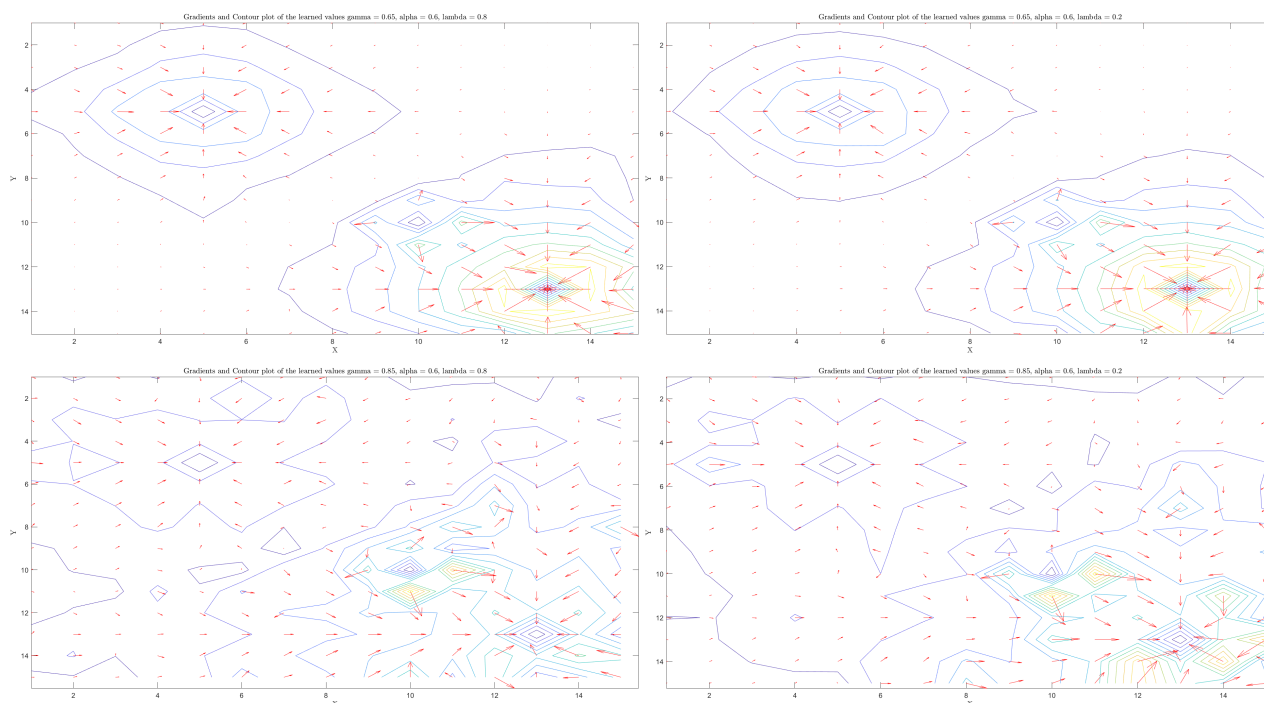 Gradients and Contour plot of the learned values gamma = 0.65, alpha = 0.6, lambda = 0.8
2
4
6
8
10
12
14
Y
2 4 6 8 10 12 14
X
Gradients and Contour plot of the learned values gamma = 0.65, alpha = 0.6, lambda = 0.2
2
4
6
8
10
12
14
Y
2 4 6 8 10 12 14
X
Gradients and Contour plot of the learned values gamma = 0.85, alpha = 0.6, lambda = 0.8
2
4
6
8
10
12
14
Y
2 4 6 8 10 12 14
X
Gradients and Contour plot of the learned values gamma = 0.85, alpha = 0.6, lambda = 0.2
2
4
6
8
10
12
14
Y
2 4 6 8 10 12 14
X